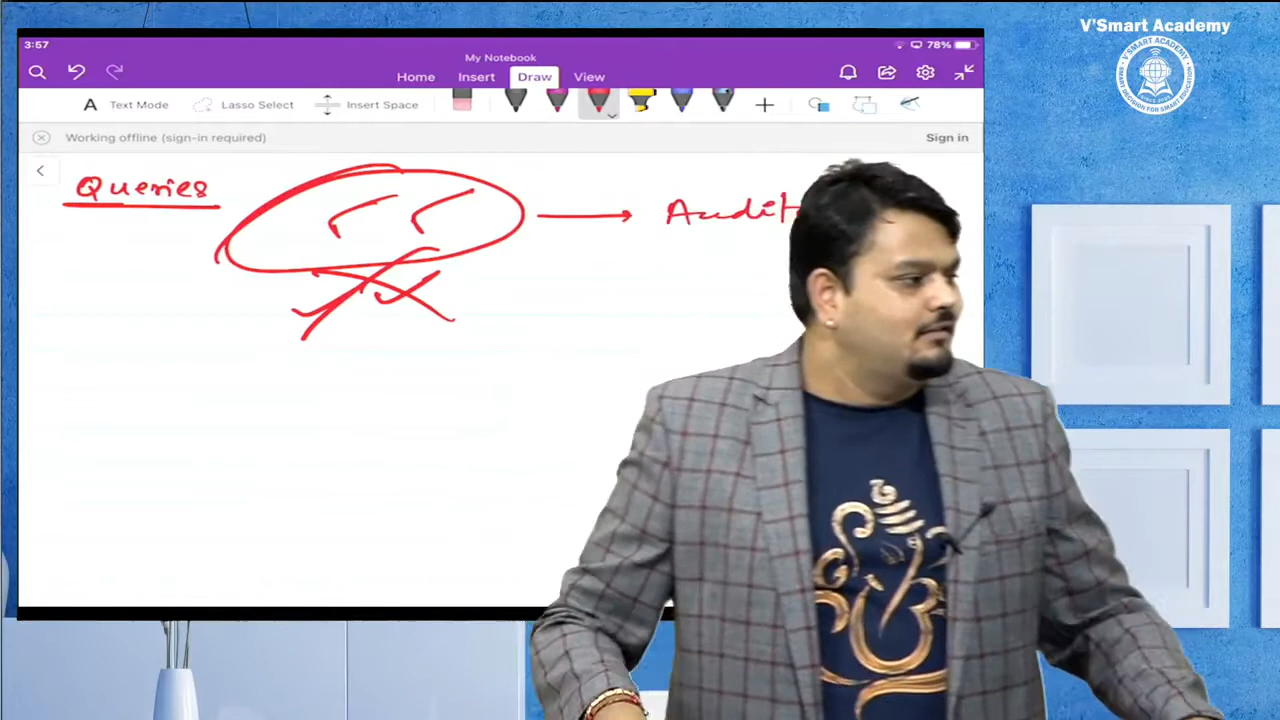 V'Smart Academy
3:57
78%
My Notebook
Home Insert Draw View
A Text Mode Lasso Select Insert Space
Working offline (sign-in required) Sign in
Queries
Audit